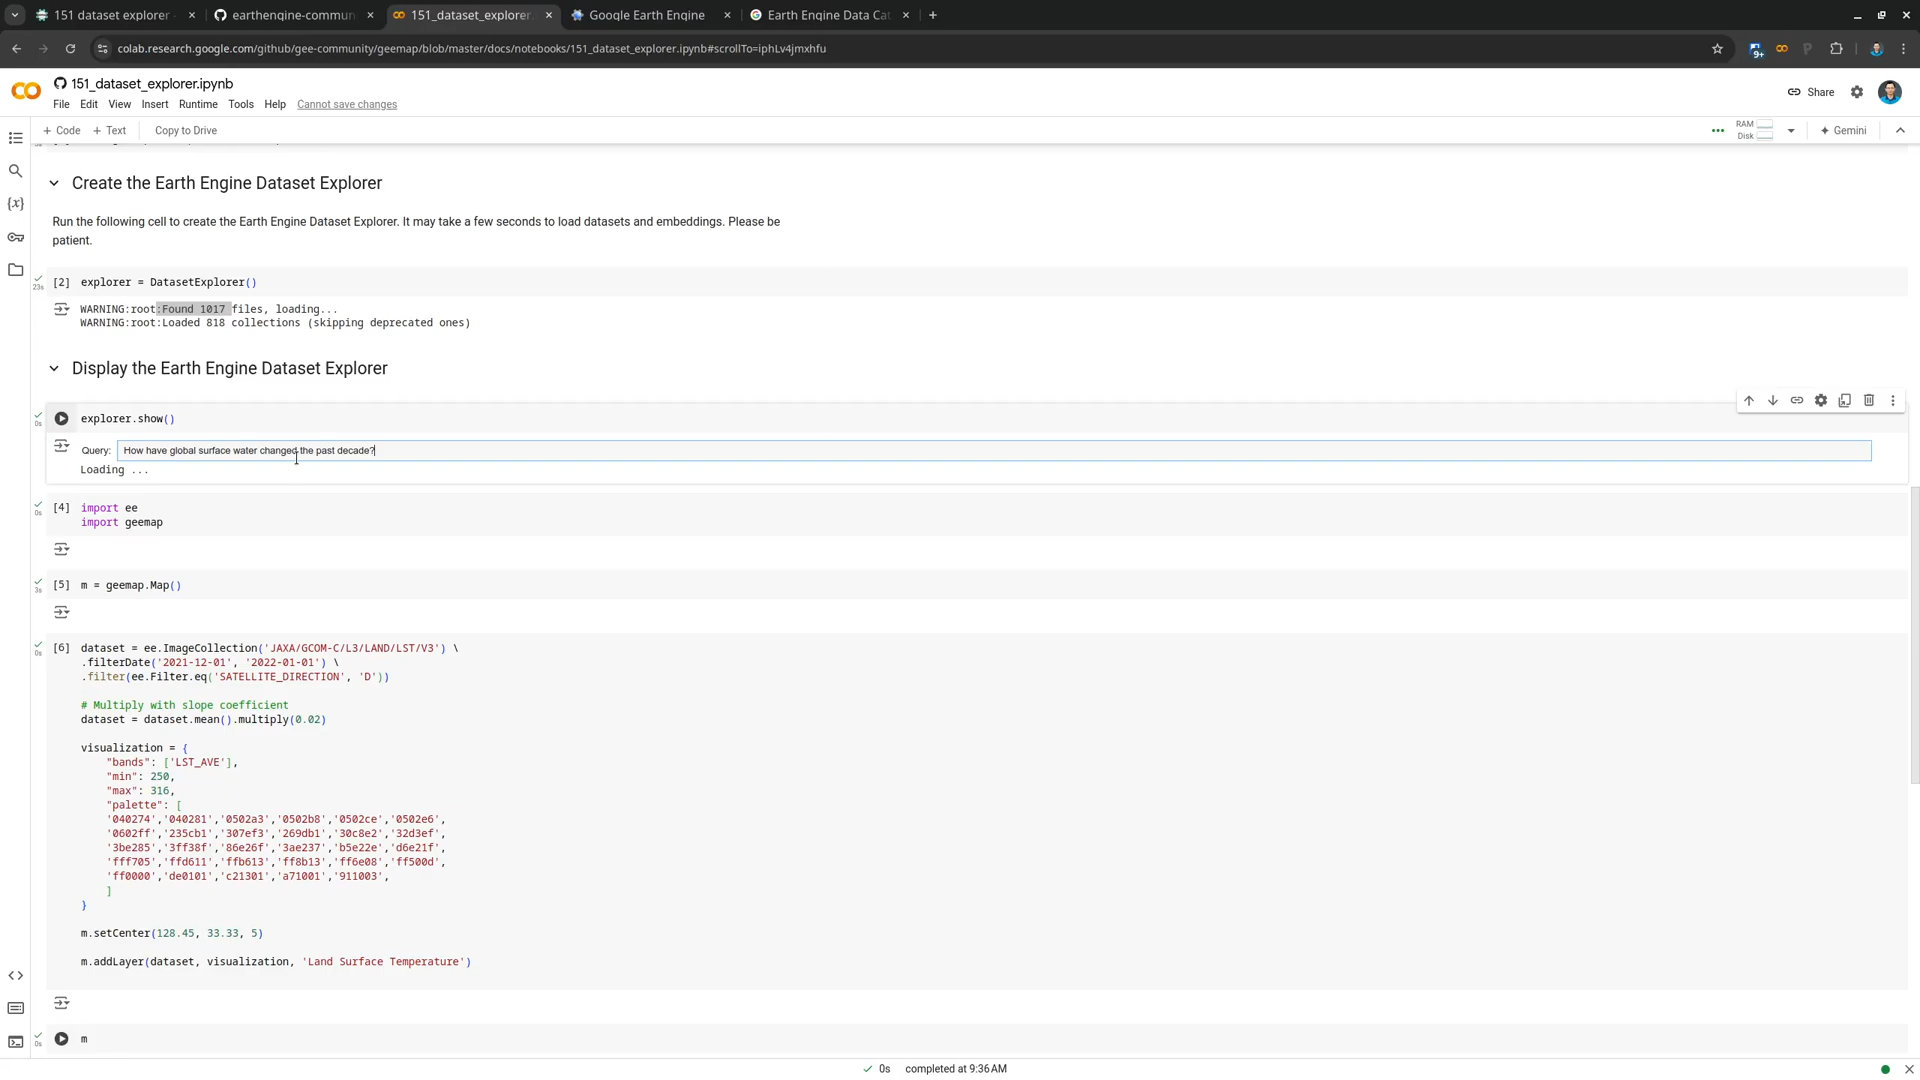 151 dataset explorer
earthengine-commun
151_dataset_explorer.
Google Earth Engine
Earth Engine Data Cat
colab.research.google.com/github/gee-community/geemap/blob/master/docs/notebooks/151_dataset_explorer.ipynb#scrollTo=iphLv4jmxhfu
9+
151_dataset_explorer.ipynb
File Edit View Insert Runtime Tools Help Cannot save changes
Share
+ Code + Text Copy to Drive
RAM
Disk
Gemini
Create the Earth Engine Dataset Explorer
Run the following cell to create the Earth Engine Dataset Explorer. It may take a few seconds to load datasets and embeddings. Please be
patient.
23s
[2] explorer = DatasetExplorer()
WARNING:root:Found 1017 files, loading...
WARNING:root:Loaded 818 collections (skipping deprecated ones)
Display the Earth Engine Dataset Explorer
0s
explorer.show()
Query: How have global surface water changed the past decade?
Loading ...
0s
[4] import ee
import geemap
3s
[5] m = geemap.Map()
0s
[6] dataset = ee.ImageCollection('JAXA/GCOM-C/L3/LAND/LST/V3') \
.filterDate('2021-12-01', '2022-01-01') \
.filter(ee.Filter.eq('SATELLITE_DIRECTION', 'D'))
# Multiply with slope coefficient
dataset = dataset.mean().multiply(0.02)
visualization = {
"bands": ['LST_AVE'],
"min": 250,
"max": 316,
"palette": [
'040274','040281','0502a3','0502b8','0502ce','0502e6',
'0602ff','235cb1','307ef3','269db1','30c8e2','32d3ef',
'3be285','3ff38f','86e26f','3ae237','b5e22e','d6e21f',
'fff705','ffd611','ffb613','ff8b13','ff6e08','ff500d',
'ff0000','de0101','c21301','a71001','911003',
]
}
m.setCenter(128.45, 33.33, 5)
m.addLayer(dataset, visualization, 'Land Surface Temperature')
0s
m
0s completed at 9:36 AM